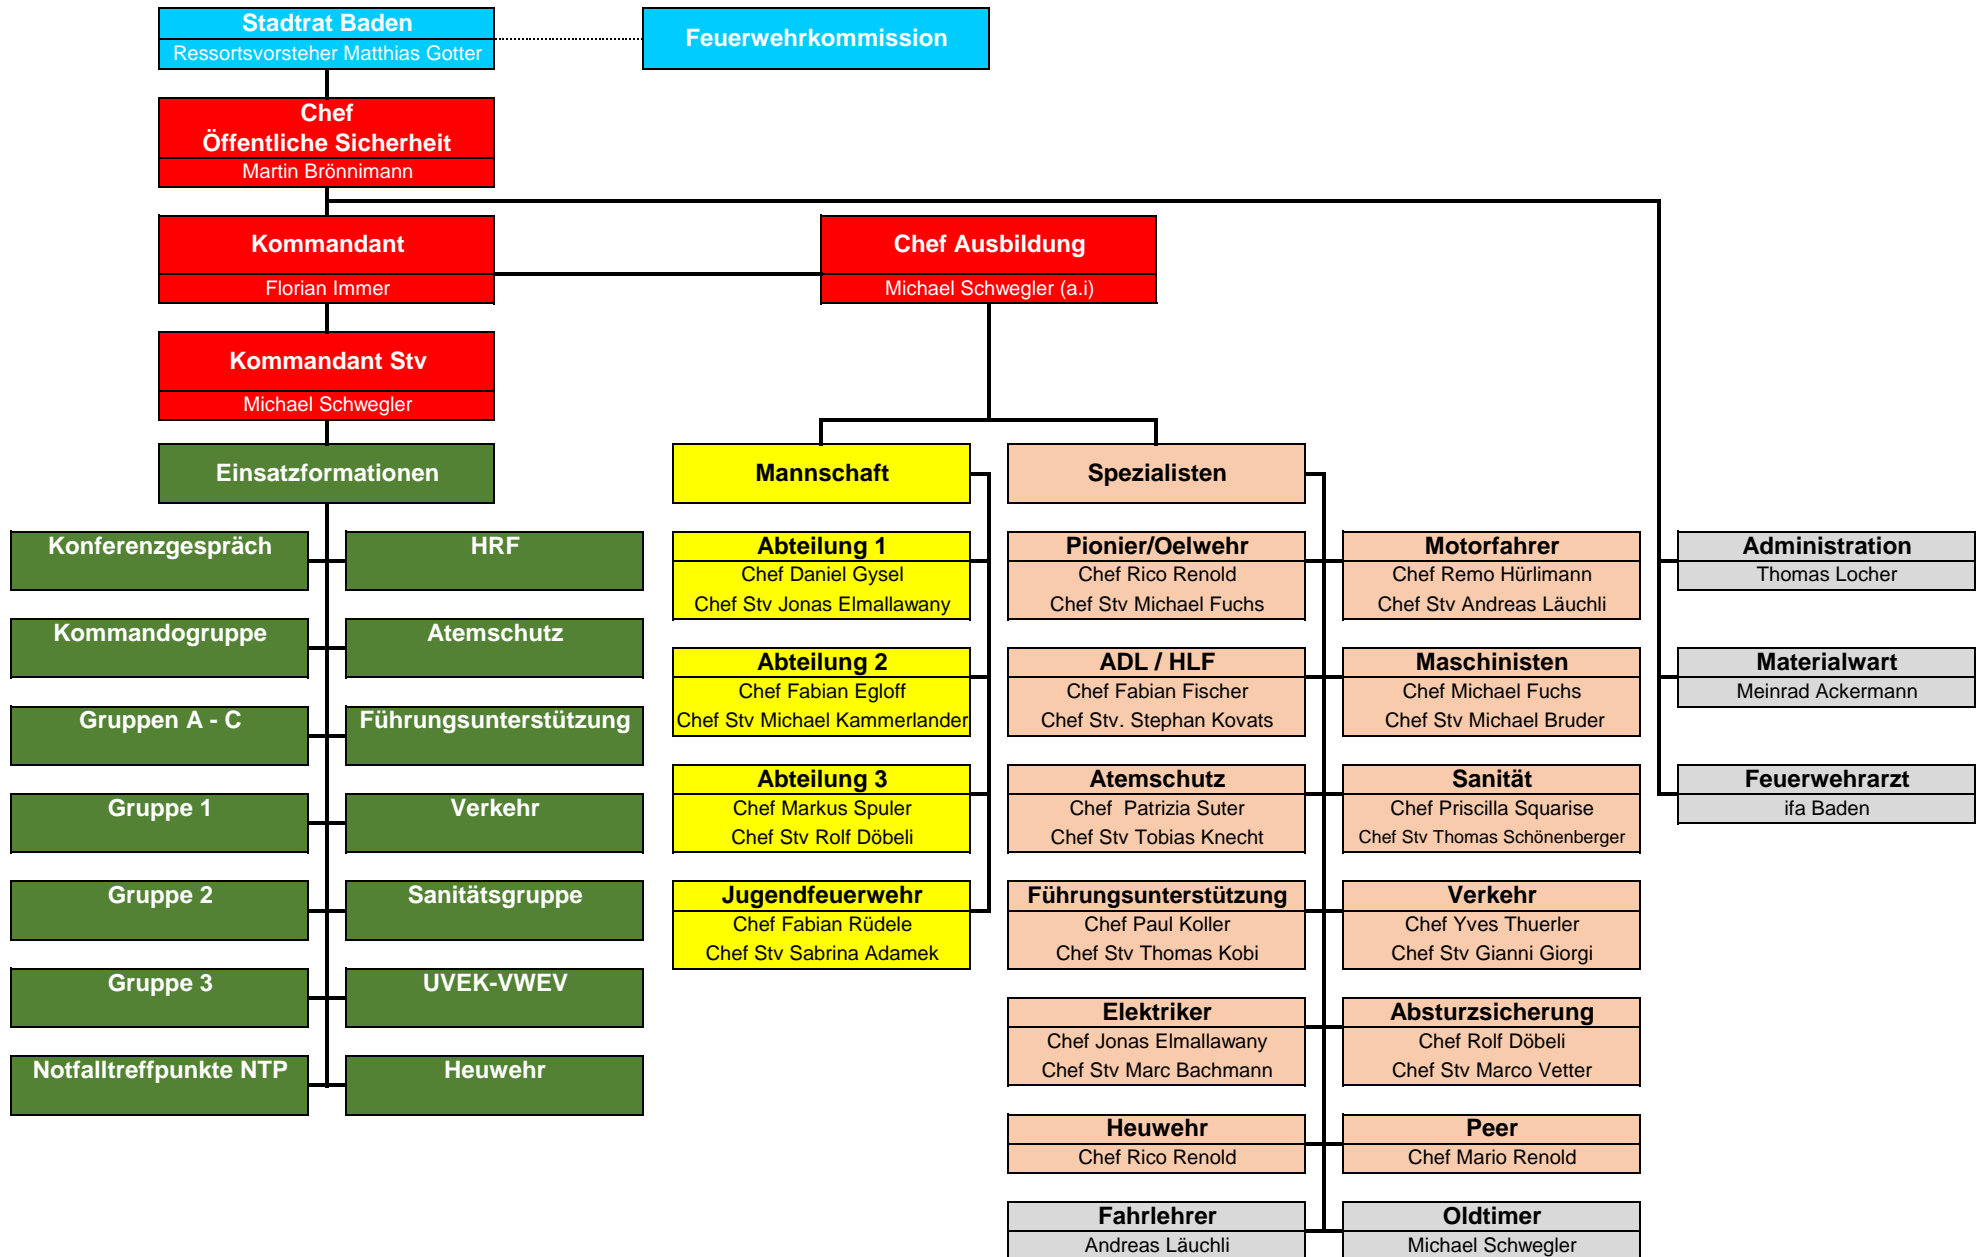 Stadtrat Baden
Ressortsvorsteher Matthias Gotter
Feuerwehrkommission
Chef
Öffentliche Sicherheit
Martin Brönnimann
Kommandant
Florian Immer
Chef Ausbildung
Michael Schwegler (a.i)
Kommandant Stv
Michael Schwegler
Einsatzformationen
Konferenzgespräch
HRF
Kommandogruppe
Atemschutz
Gruppen A - C
Führungsunterstützung
Gruppe 1
Verkehr
Gruppe 2
Sanitätsgruppe
Gruppe 3
UVEK-VWEV
Notfalltreffpunkte NTP
Heuwehr
Mannschaft
Abteilung 1
Chef Daniel Gysel
Chef Stv Jonas Elmallawany
Abteilung 2
Chef Fabian Egloff
Chef Stv Michael Kammerlander
Abteilung 3
Chef Markus Spuler
Chef Stv Rolf Döbeli
Jugendfeuerwehr
Chef Fabian Rüdele
Chef Stv Sabrina Adamek
Spezialisten
Pionier/Oelwehr
Chef Rico Renold
Chef Stv Michael Fuchs
Motorfahrer
Chef Remo Hürlimann
Chef Stv Andreas Läuchli
ADL / HLF
Chef Fabian Fischer
Chef Stv. Stephan Kovats
Maschinisten
Chef Michael Fuchs
Chef Stv Michael Bruder
Atemschutz
Chef  Patrizia Suter
Chef Stv Tobias Knecht
Sanität
Chef Priscilla Squarise
Chef Stv Thomas Schönenberger
Führungsunterstützung
Chef Paul Koller
Chef Stv Thomas Kobi
Verkehr
Chef Yves Thuerler
Chef Stv Gianni Giorgi
Elektriker
Chef Jonas Elmallawany
Chef Stv Marc Bachmann
Absturzsicherung
Chef Rolf Döbeli
Chef Stv Marco Vetter
Heuwehr
Chef Rico Renold
Peer
Chef Mario Renold
Fahrlehrer
Andreas Läuchli
Oldtimer
Michael Schwegler
Administration
Thomas Locher
Materialwart
Meinrad Ackermann
Feuerwehrarzt
ifa Baden